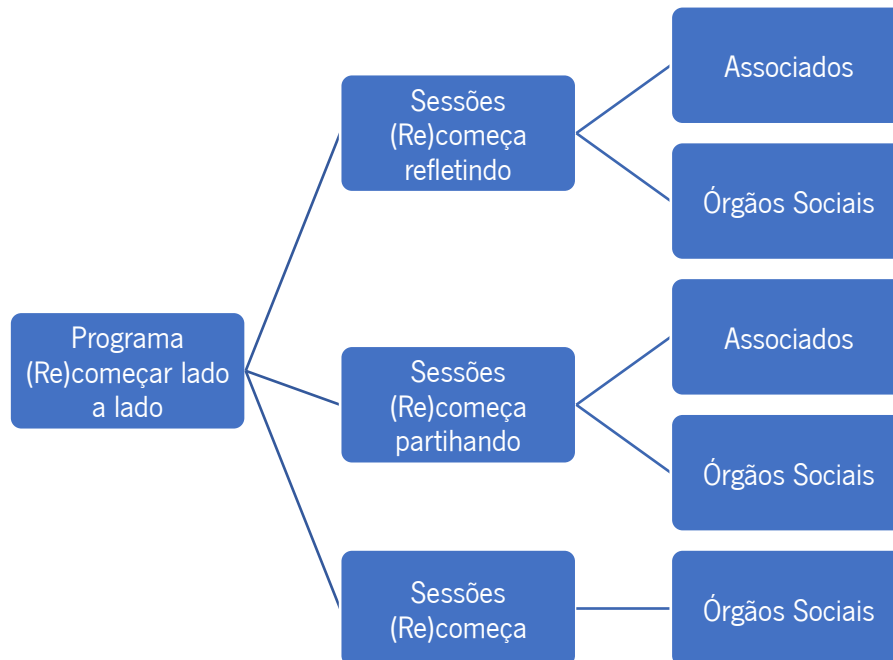 Programa
(Re)começar lado
a lado
Sessões
(Re)começa
refletindo
Associados
Órgãos Sociais
Sessões
(Re)começa
partihando
Associados
Órgãos Sociais
Sessões
(Re)começa
Órgãos Sociais